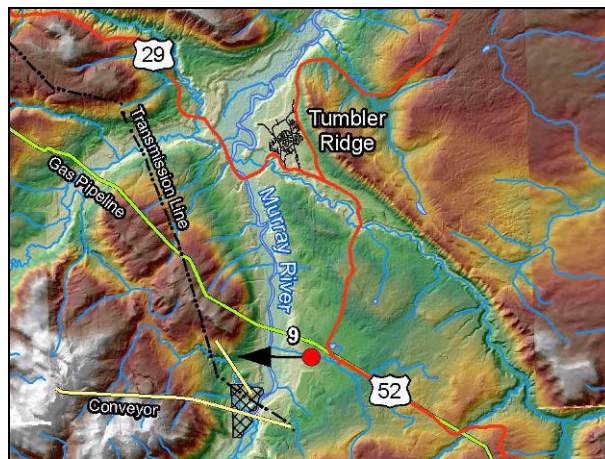 29
Tumbler
Ridge
Transmission Line
Gas Pipeline
Murray River
9
52
Conveyor